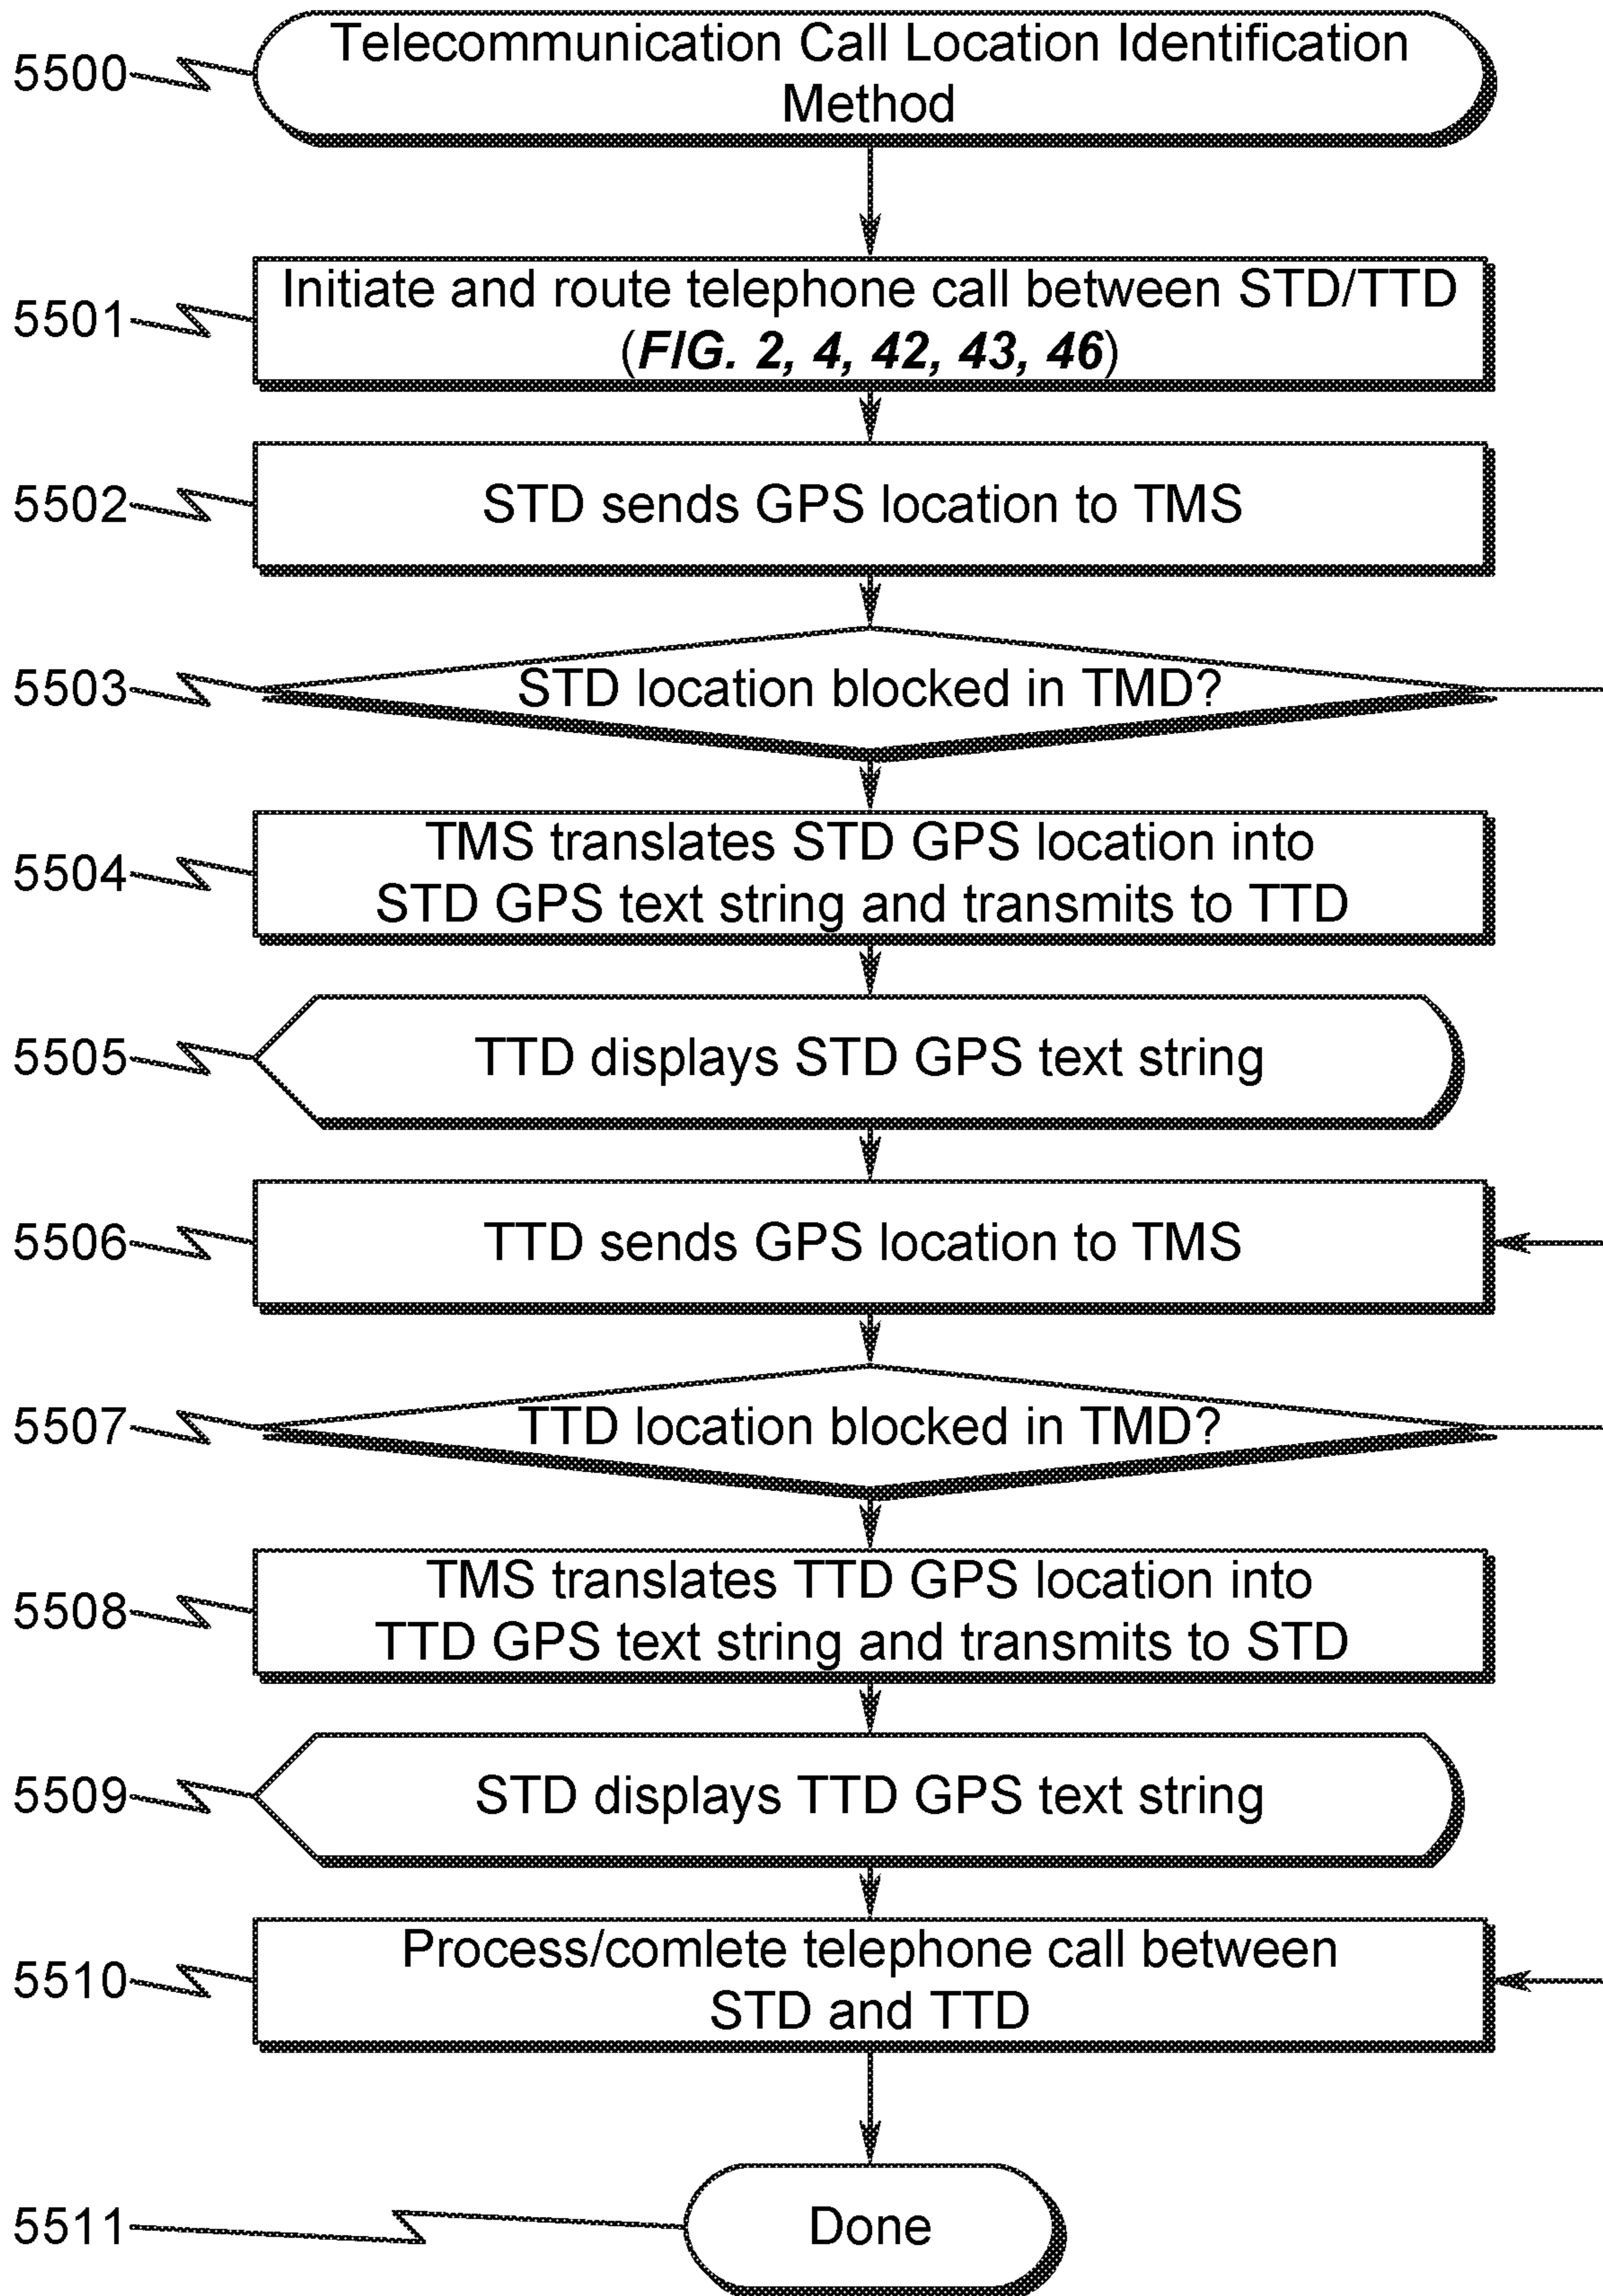 Telecommunication Call Location Identification
Method
5500
Initiate and route telephone call between STD/TTD
(FIG. 2, 4, 42, 43, 46)
5501
STD sends GPS location to TMS
5502
STD location blocked in TMD?
5503
TMS translates STD GPS location into
STD GPS text string and transmits to TTD
5504
TTD displays STD GPS text string
5505
TTD sends GPS location to TMS
5506
TTD location blocked in TMD?
5507
TMS translates TTD GPS location into
TTD GPS text string and transmits to STD
5508
STD displays TTD GPS text string
5509
Process/comlete telephone call between
STD and TTD
5510
Done
5511